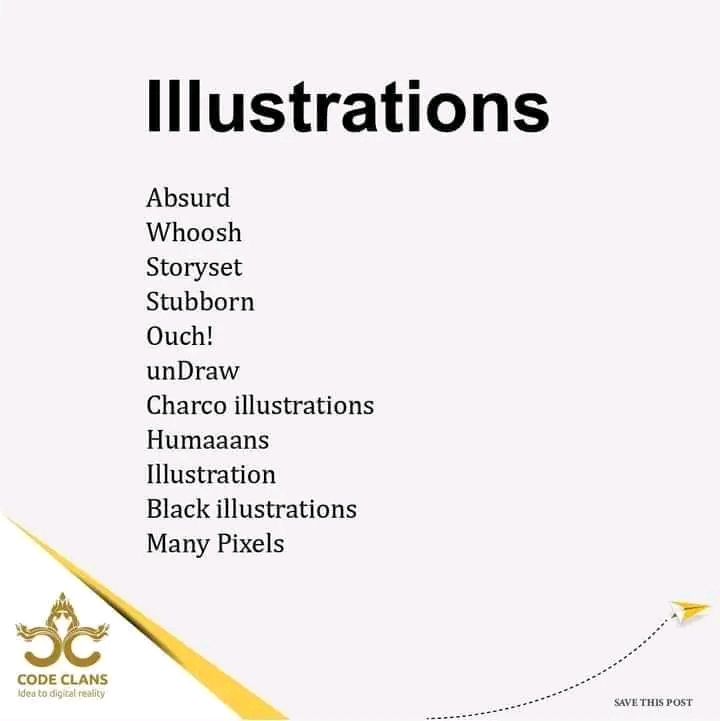 Illustrations
Absurd
Whoosh
Storyset
Stubborn
Ouch!
unDraw
Charco illustrations
Humaaans
Illustration
Black illustrations
Many Pixels
CODE CLANS
Idea to digital reality
SAVE THIS POST